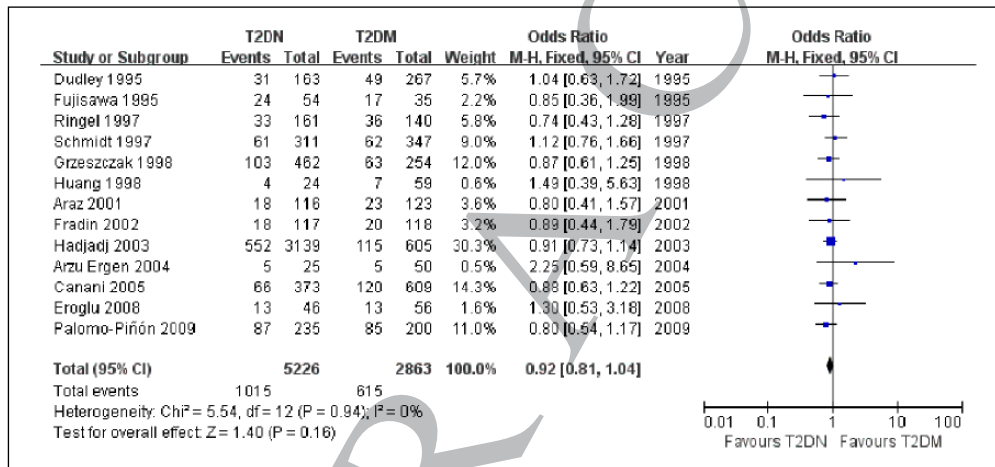 T2DN T2DM Odds Ratio Odds Ratio
Study or Subgroup Events Total Events Total Weight M-H, Fixed, 95% CI Year M-H, Fixed, 95% CI
Dudley 1995 31 163 49 267 5.7% 1.04 [0.63, 1.72] 1995
Fujisawa 1995 24 54 17 35 2.2% 0.85 [0.36, 1.99] 1995
Ringel 1997 33 161 36 140 5.8% 0.74 [0.43, 1.28] 1997
Schmidt 1997 61 311 62 347 9.0% 1.12 [0.76, 1.66] 1997
Grzeszczak 1998 103 462 63 254 12.0% 0.87 [0.61, 1.25] 1998
Huang 1998 4 24 7 59 0.6% 1.49 [0.39, 5.63] 1998
Araz 2001 18 116 23 123 3.6% 0.80 [0.41, 1.57] 2001
Fradin 2002 18 117 20 118 3.2% 0.89 [0.44, 1.79] 2002
Hadjadj 2003 552 3139 115 605 30.3% 0.91 [0.73, 1.14] 2003
Arzu Ergen 2004 5 25 5 50 0.5% 2.25 [0.59, 8.65] 2004
Canani 2005 66 373 120 609 14.3% 0.88 [0.63, 1.22] 2005
Eroglu 2008 13 46 13 56 1.6% 1.30 [0.53, 3.18] 2008
Palomo-Piñón 2009 87 235 85 200 11.0% 0.80 [0.54, 1.17] 2009
Total (95% CI) 5226 2863 100.0% 0.92 [0.81, 1.04]
Total events 1015 615
Heterogeneity: Chi² = 5.54, df = 12 (P = 0.94); I² = 0%
Test for overall effect: Z = 1.40 (P = 0.16)
0.01 0.1 1 10 100
Favours T2DN Favours T2DM